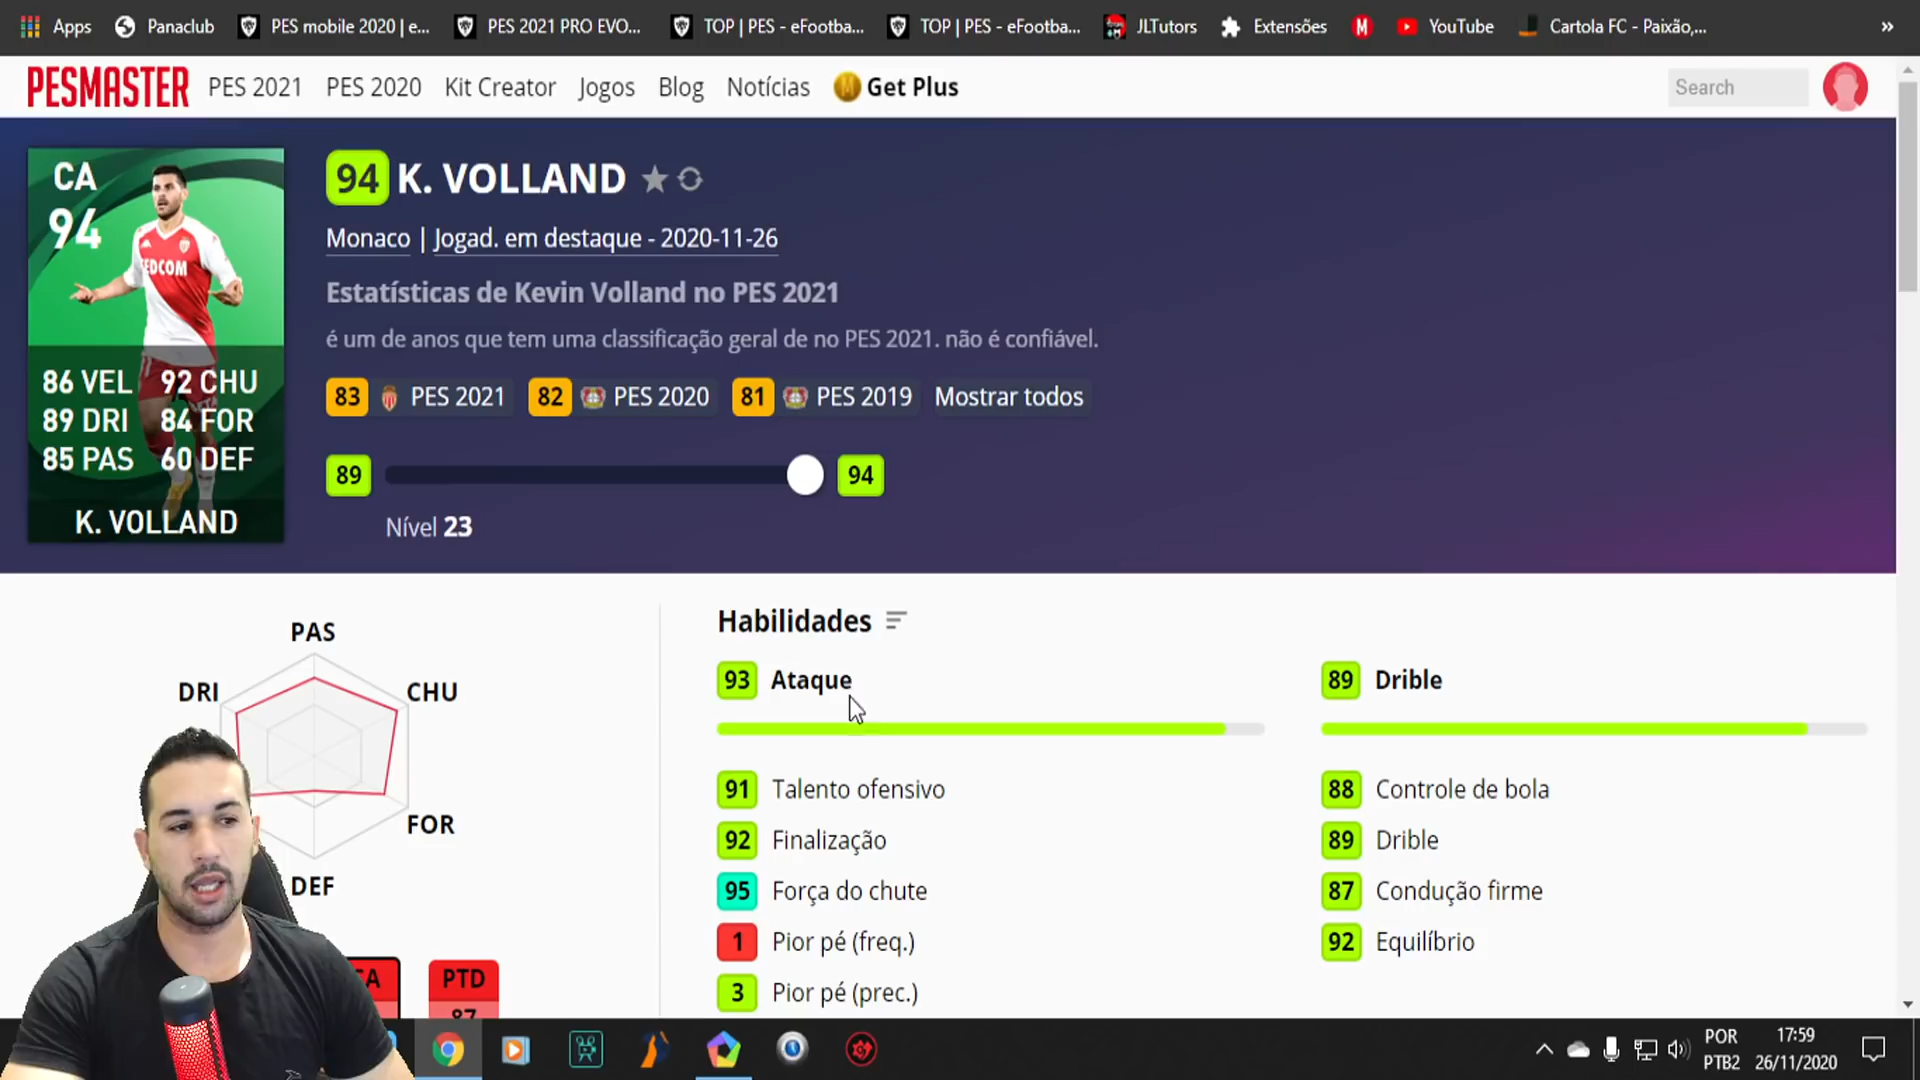 Apps Panaclub PES mobile 2020 | e... PES 2021 PRO EVO... TOP | PES - eFootba... TOP | PES - eFootba... JLTutors Extensões M YouTube Cartola FC - Paixão,... »
PESMASTER PES 2021 PES 2020 Kit Creator Jogos Blog Notícias M Get Plus Search
CA
94
EDCOM
86 VEL 92 CHU
89 DRI 84 FOR
85 PAS 60 DEF
K. VOLLAND
94 K. VOLLAND
Monaco | Jogad. em destaque - 2020-11-26
Estatísticas de Kevin Volland no PES 2021
é um de anos que tem uma classificação geral de no PES 2021. não é confiável.
83 PES 2021 82 PES 2020 81 PES 2019 Mostrar todos
89 94
Nível 23
PAS
DRI CHU
FOR
DEF
PTD
87
Habilidades
93 Ataque
91 Talento ofensivo
92 Finalização
95 Força do chute
1 Pior pé (freq.)
3 Pior pé (prec.)
89 Drible
88 Controle de bola
89 Drible
87 Condução firme
92 Equilíbrio
POR
PTB2
17:59
26/11/2020